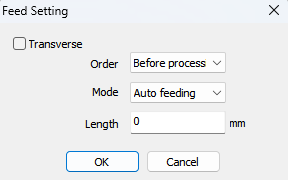 Feed Setting
Transverse
Order Before process
Mode Auto feeding
Length 0 mm
OK Cancel